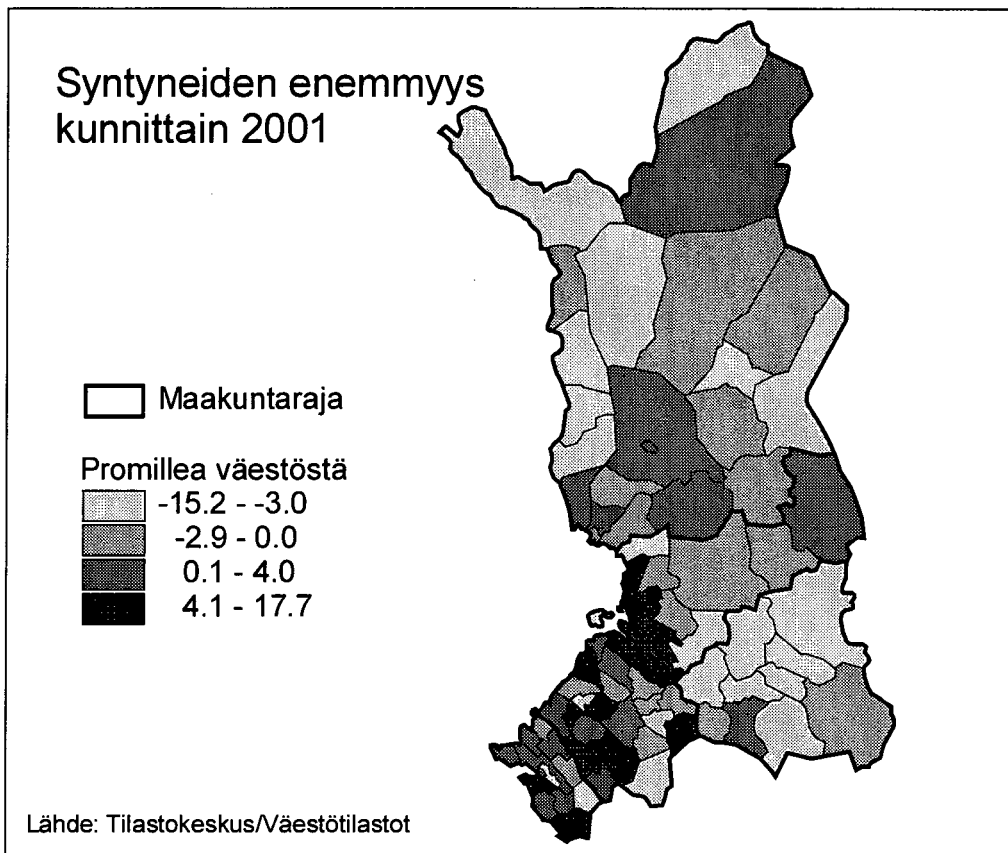 Syntyneiden enemmyys
kunnittain 2001
Maakuntaraja
Promillea väestöstä
-15.2 - -3.0
-2.9 - 0.0
0.1 - 4.0
4.1 - 17.7
Lähde: Tilastokeskus/Väestötilastot